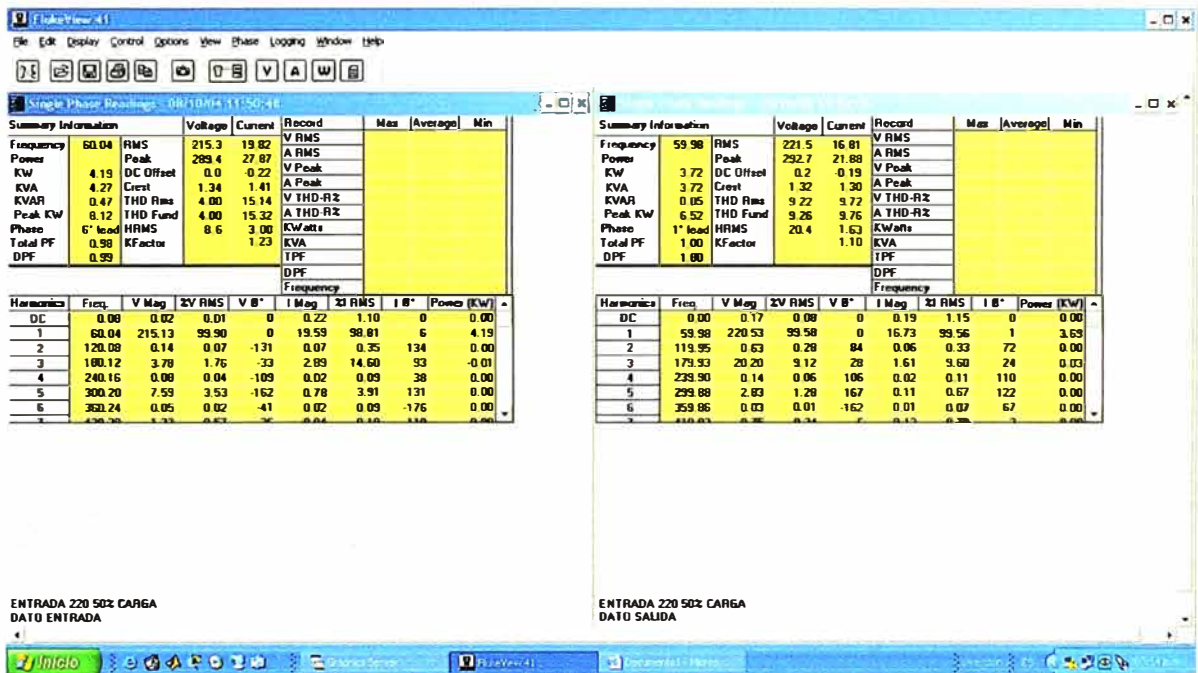 FlukeView 41
File Edit Display Control Options View Phase Logging Window Help
V A W
Single Phase Readings - 08/10/04 11:50:48
Summary Information Voltage Current Record Max Average Min
Frequency 60.04 RMS 215.3 19.82 V RMS
Power Peak 289.4 27.87 A RMS
KW 4.19 DC Offset 0.0 -0.22 V Peak
KVA 4.27 Crest 1.34 1.41 A Peak
KVAR 0.47 THD Rms 4.00 15.14 V THD-R%
Peak KW 8.12 THD Fund 4.00 15.32 A THD-R%
Phase 6° lead HRMS 8.6 3.00 KWatts
Total PF 0.98 KFactor 1.23 KVA
DPF 0.99 TPF
DPF
Frequency
Harmonics Freq. V Mag %V RMS V Ø° I Mag %I RMS I Ø° Power (KW)
DC 0.00 0.02 0.01 0 0.22 1.10 0 0.00
1 60.04 215.13 99.90 0 19.59 98.81 6 4.19
2 120.08 0.14 0.07 -131 0.07 0.35 134 0.00
3 180.12 3.78 1.76 -33 2.89 14.60 93 -0.01
4 240.16 0.08 0.04 -109 0.02 0.09 38 0.00
5 300.20 7.59 3.53 -162 0.78 3.91 131 0.00
6 360.24 0.05 0.02 -41 0.02 0.09 -176 0.00
ENTRADA 220 50% CARGA
DATO ENTRADA
Summary Information Voltage Current Record Max Average Min
Frequency 59.98 RMS 221.5 16.81 V RMS
Power Peak 292.7 21.88 A RMS
KW 3.72 DC Offset 0.2 -0.19 V Peak
KVA 3.72 Crest 1.32 1.30 A Peak
KVAR 0.05 THD Rms 9.22 9.72 V THD-R%
Peak KW 6.52 THD Fund 9.26 9.76 A THD-R%
Phase 1° lead HRMS 20.4 1.63 KWatts
Total PF 1.00 KFactor 1.10 KVA
DPF 1.00 TPF
DPF
Frequency
Harmonics Freq. V Mag %V RMS V Ø° I Mag %I RMS I Ø° Power (KW)
DC 0.00 0.17 0.08 0 0.19 1.15 0 0.00
1 59.98 220.53 99.58 0 16.73 99.56 1 3.69
2 119.95 0.63 0.28 84 0.06 0.33 72 0.00
3 179.93 20.20 9.12 28 1.61 9.60 24 0.03
4 239.90 0.14 0.06 106 0.02 0.11 110 0.00
5 299.88 2.83 1.28 167 0.11 0.67 122 0.00
6 359.86 0.03 0.01 -162 0.01 0.07 67 0.00
ENTRADA 220 50% CARGA
DATO SALIDA
Inicio Graphics Server FlukeView 41